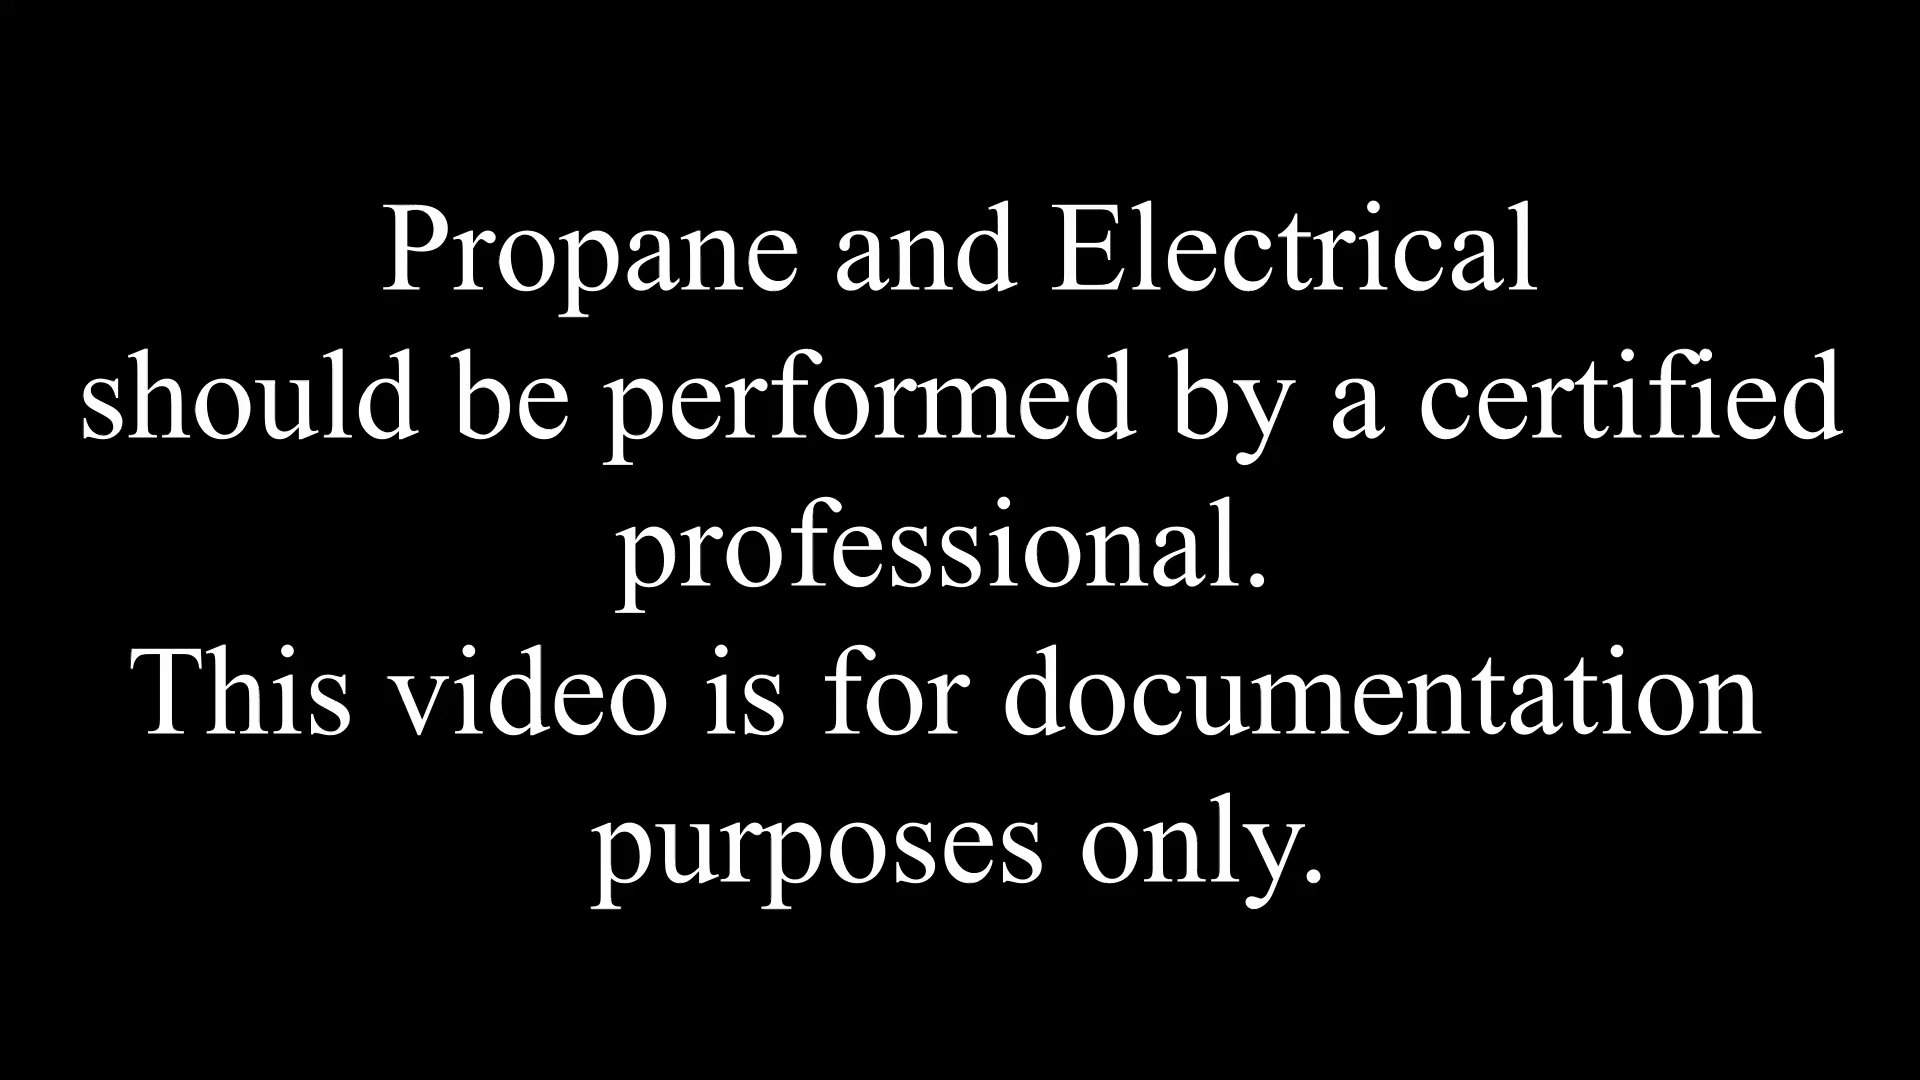 Propane and Electrical
should be performed by a certified
professional.
This video is for documentation
purposes only.